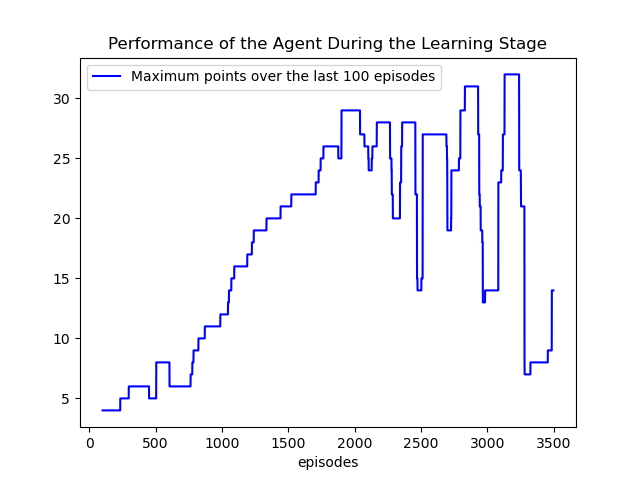 Performance of the Agent During the Learning Stage
Maximum points over the last 100 episodes
30
25
20
15
10
5
0 500 1000 1500 2000 2500 3000 3500
episodes